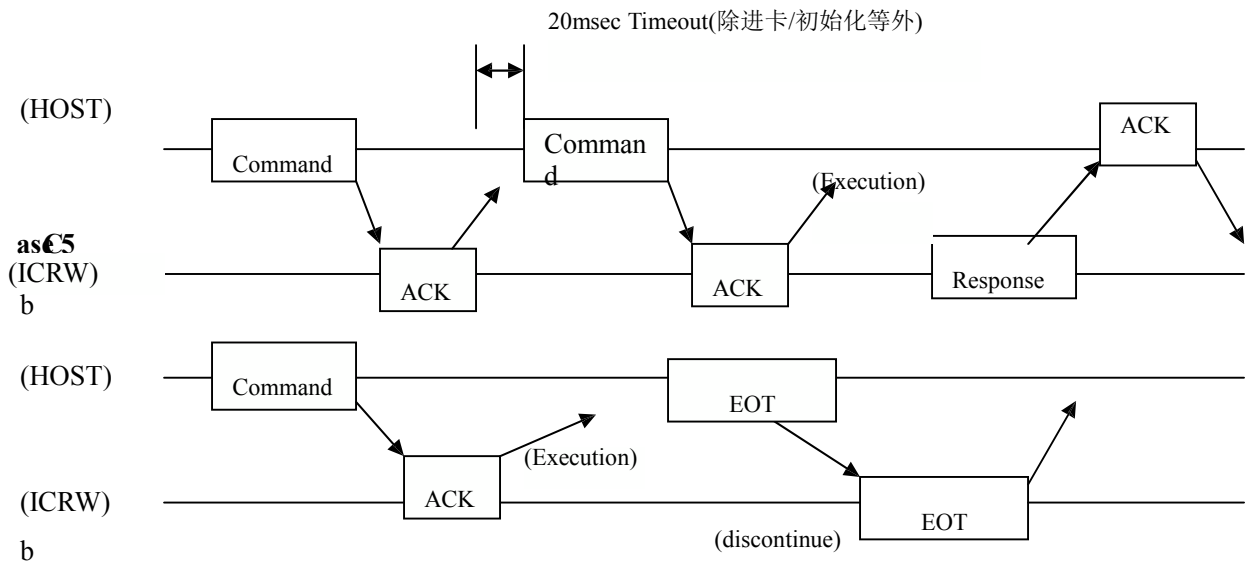 20msec Timeout(除进卡/初始化等外)
(HOST)
Command
Comman
d
ACK
(Execution)
(ICRW)
b
ACK
ACK
Response
(HOST)
Command
EOT
(Execution)
(ICRW)
b
ACK
(discontinue)
EOT